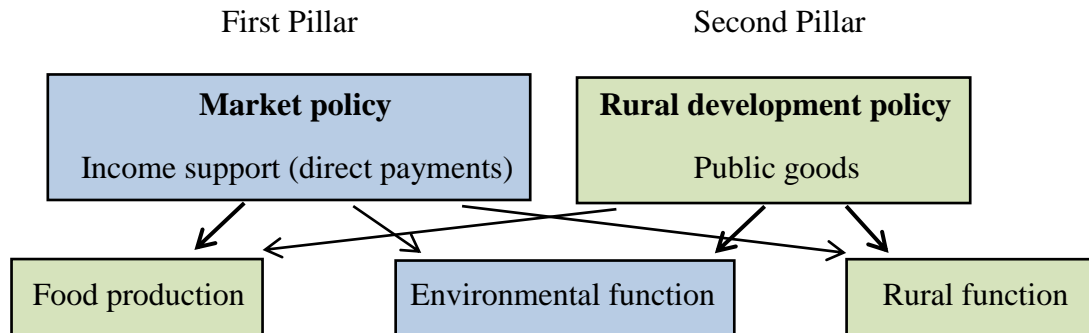 First Pillar
Second Pillar
Market policy
Income support (direct payments)
Rural development policy
Public goods
Food production
Environmental function
Rural function